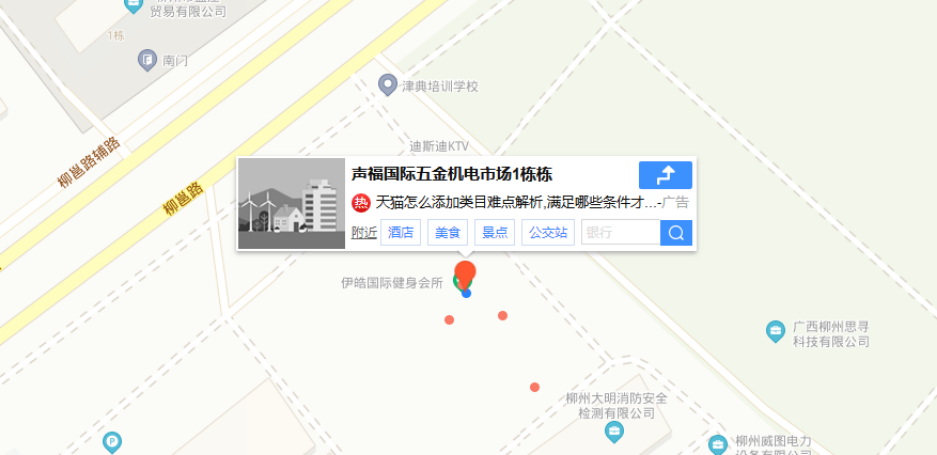 贸易有限公司
1栋
南门
津典培训学校
柳邕路辅路
迪斯迪KTV
柳邕路
声福国际五金机电市场1栋栋
热 天猫怎么添加类目难点解析,满足哪些条件才...-广告
附近 酒店 美食 景点 公交站 银行
伊皓国际健身会所
广西柳州思寻
科技有限公司
柳州大明消防安全
检测有限公司
P
柳州威图电力
设备有限公司